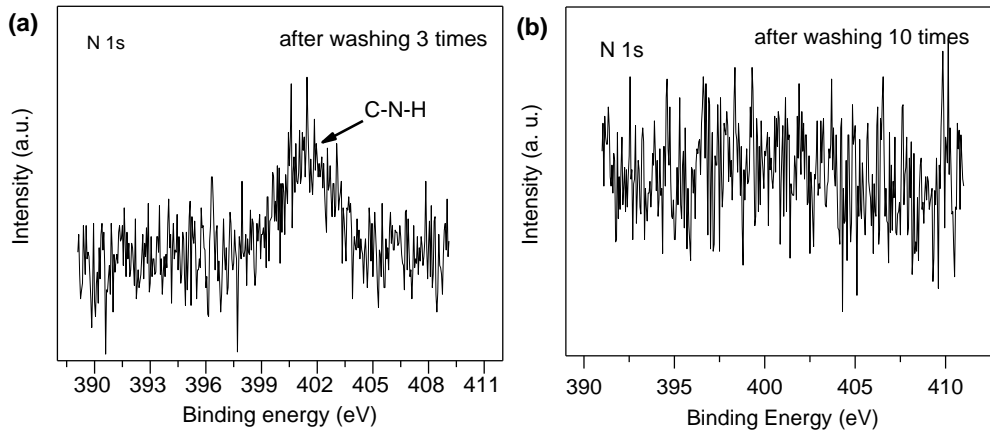 (a)
N 1s
after washing 3 times
C-N-H
Intensity (a.u.)
390 393 396 399 402 405 408 411
Binding energy (eV)
(b)
N 1s
after washing 10 times
Intensity (a. u.)
390 395 400 405 410
Binding Energy (eV)